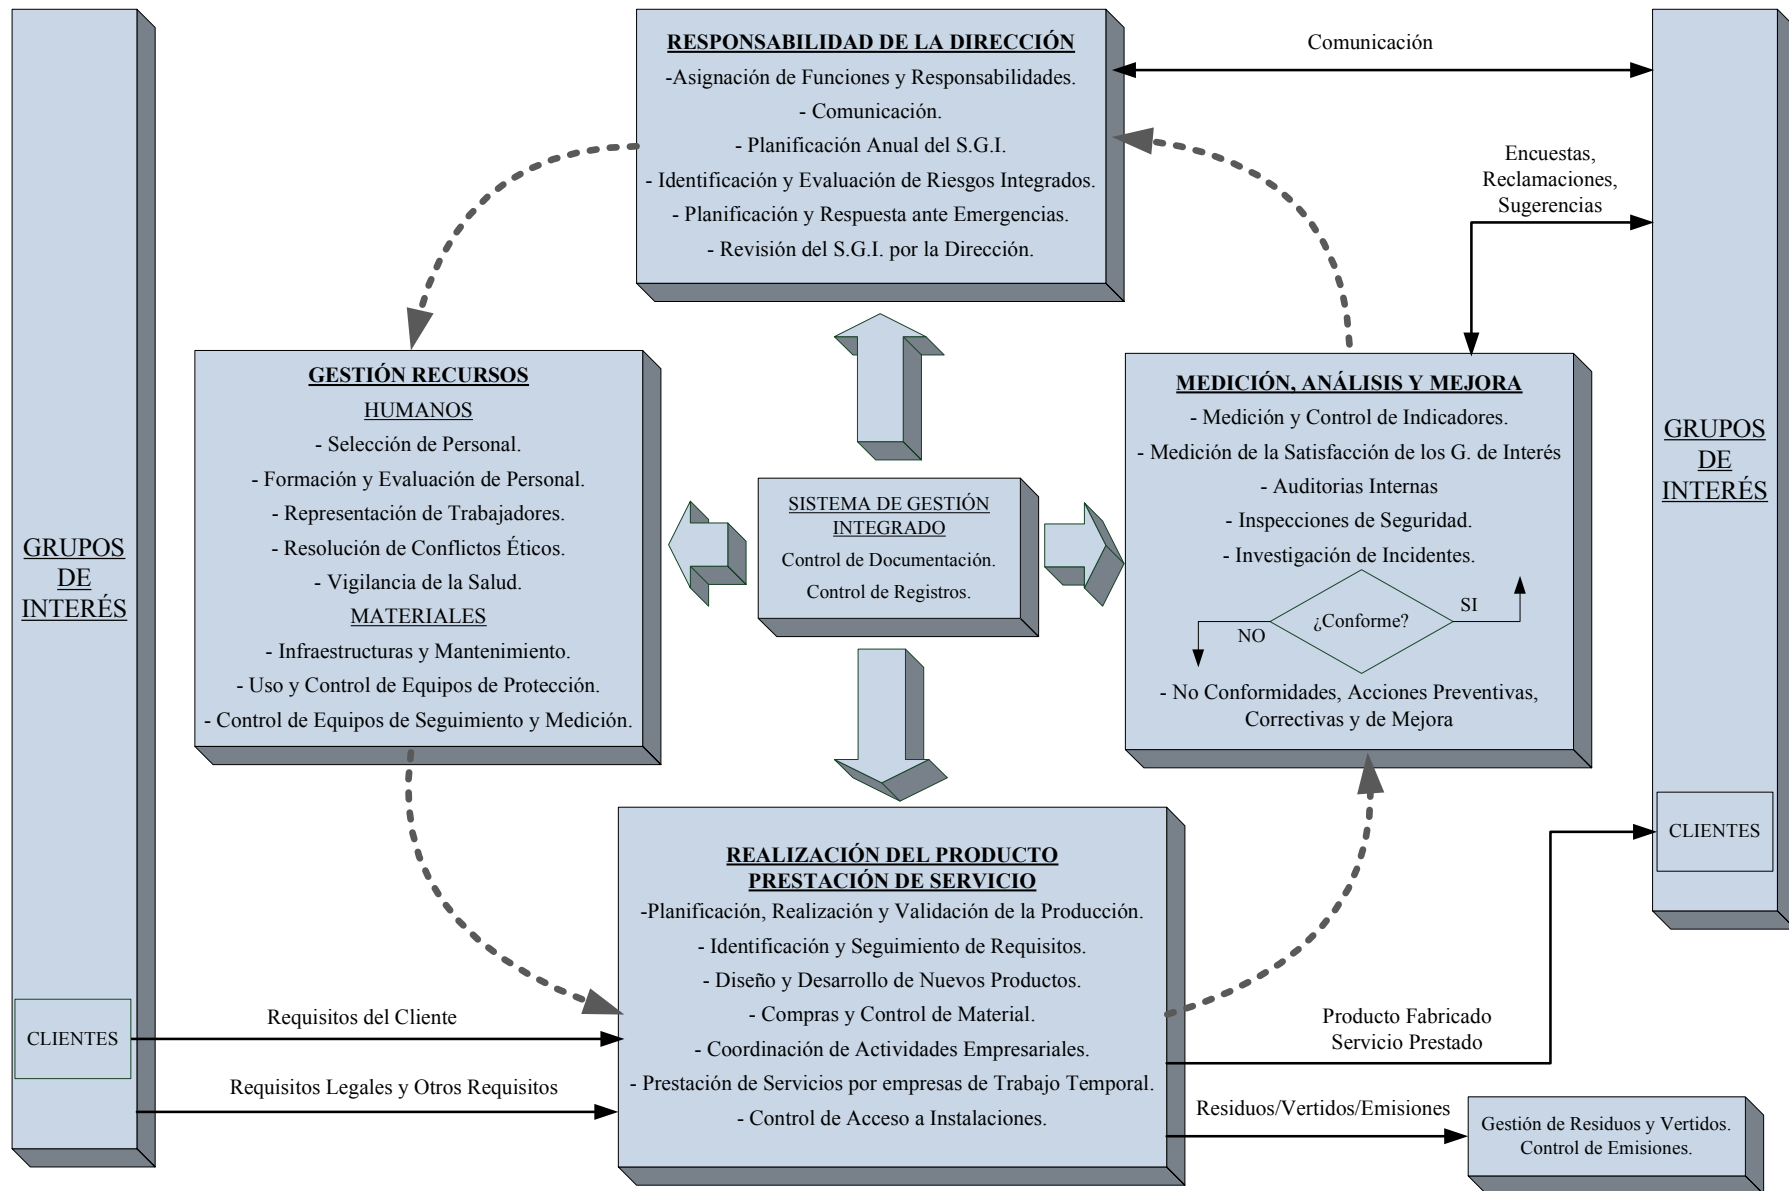 RESPONSABILIDAD DE LA DIRECCIÓN
-Asignación de Funciones y Responsabilidades.
- Comunicación.
- Planificación Anual del S.G.I.
- Identificación y Evaluación de Riesgos Integrados.
- Planificación y Respuesta ante Emergencias.
- Revisión del S.G.I. por la Dirección.
Comunicación
Encuestas,
Reclamaciones,
Sugerencias
GESTIÓN RECURSOS
HUMANOS
- Selección de Personal.
- Formación y Evaluación de Personal.
- Representación de Trabajadores.
- Resolución de Conflictos Éticos.
- Vigilancia de la Salud.
MATERIALES
- Infraestructuras y Mantenimiento.
- Uso y Control de Equipos de Protección.
- Control de Equipos de Seguimiento y Medición.
SISTEMA DE GESTIÓN
INTEGRADO
Control de Documentación.
Control de Registros.
MEDICIÓN, ANÁLISIS Y MEJORA
- Medición y Control de Indicadores.
- Medición de la Satisfacción de los G. de Interés
- Auditorias Internas
- Inspecciones de Seguridad.
- Investigación de Incidentes.
¿Conforme?
SI
NO
- No Conformidades, Acciones Preventivas,
Correctivas y de Mejora
GRUPOS
DE
INTERÉS
CLIENTES
GRUPOS
DE
INTERÉS
CLIENTES
Requisitos del Cliente
Requisitos Legales y Otros Requisitos
REALIZACIÓN DEL PRODUCTO
PRESTACIÓN DE SERVICIO
-Planificación, Realización y Validación de la Producción.
- Identificación y Seguimiento de Requisitos.
- Diseño y Desarrollo de Nuevos Productos.
- Compras y Control de Material.
- Coordinación de Actividades Empresariales.
- Prestación de Servicios por empresas de Trabajo Temporal.
- Control de Acceso a Instalaciones.
Producto Fabricado
Servicio Prestado
Residuos/Vertidos/Emisiones
Gestión de Residuos y Vertidos.
Control de Emisiones.